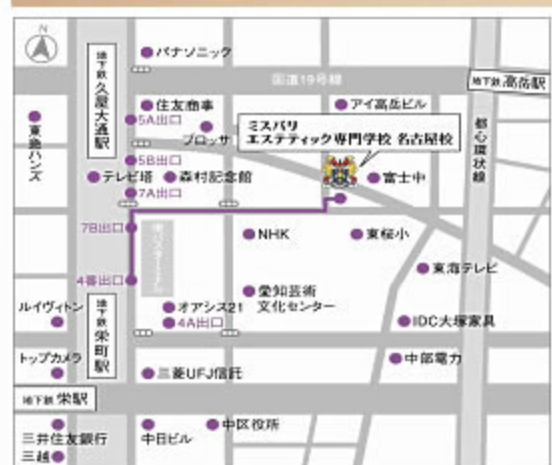 N
パナソニック
地下鉄 久屋大通駅
国道19号線
地下鉄 高岳駅
住友商事
アイ高岳ビル
5A出口
東急ハンズ
ブロッサ
ミスパリ
エステティック専門学校 名古屋校
都心環状線
5B出口
テレビ塔
森村記念館
富士中
7A出口
7B出口
NHK
東桜小
東海テレビ
4番出口
愛知芸術
文化センター
ルイヴィトン
地下鉄 栄町駅
オアシス21
4A出口
IDC大塚家具
トップカメラ
中部電力
三菱UFJ信託
地下鉄 栄駅
三井住友銀行
中日ビル
中区役所
三越